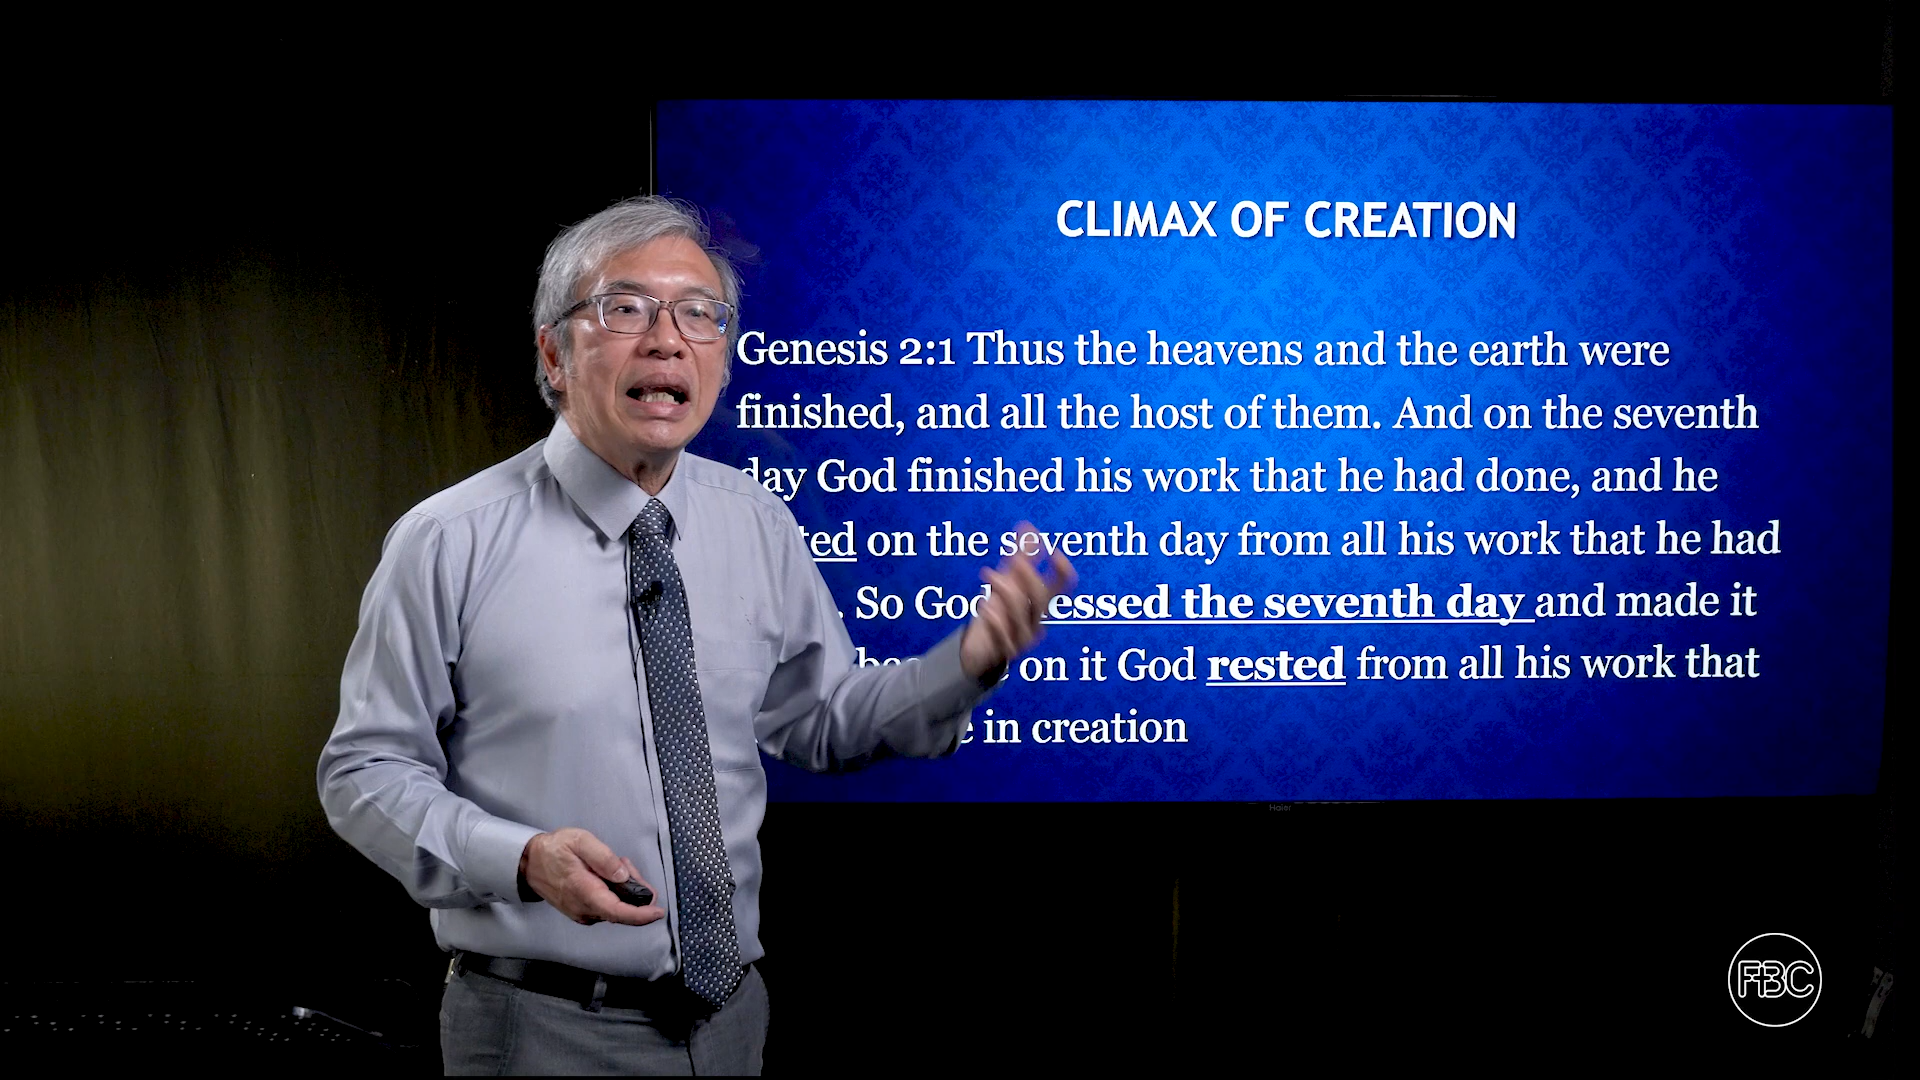 CLIMAX OF CREATION
Genesis 2:1 Thus the heavens and the earth were
finished, and all the host of them. And on the seventh
day God finished his work that he had done, and he
on the seventh day from all his work that he had
So God blessed the seventh day and made it
on it God rested from all his work that
in creation
Haier
FBC